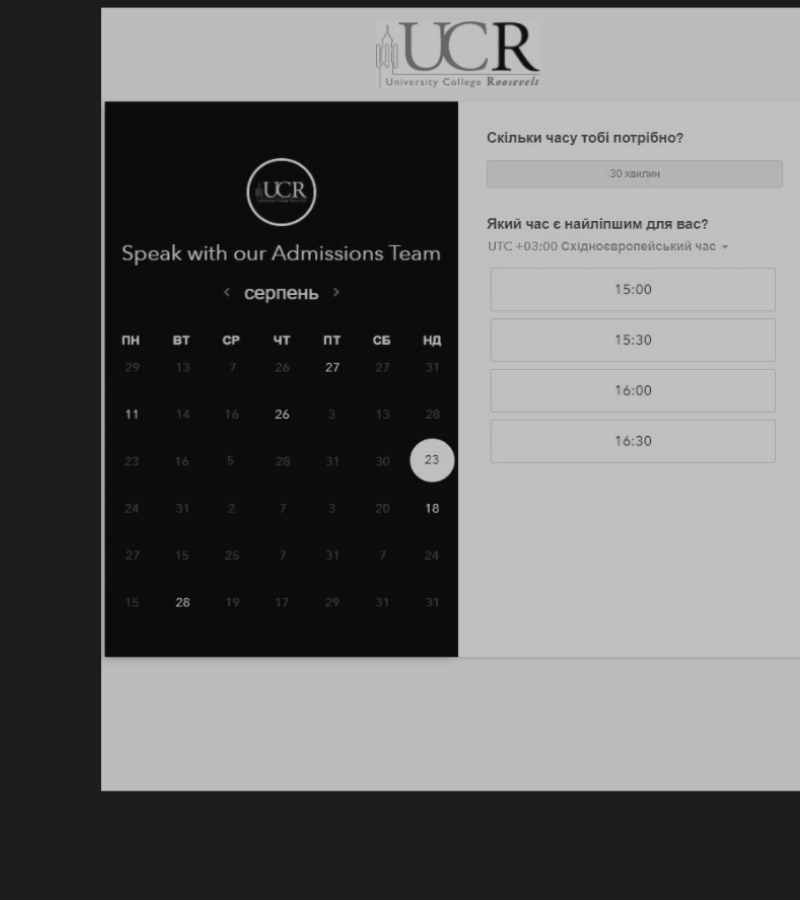 UCR
University College Roosevelt
UCR
Speak with our Admissions Team
‹ серпень ›
ПН ВТ СР ЧТ ПТ СБ НД
29 13 7 26 27 27 31
11 14 16 26 3 13 28
23 16 5 28 31 30 23
24 31 2 7 3 20 18
27 15 25 7 31 7 24
15 28 19 17 29 31 31
Скільки часу тобі потрібно?
30 хвилин
Який час є найліпшим для вас?
UTC +03:00 Східноєвропейський час
15:00
15:30
16:00
16:30